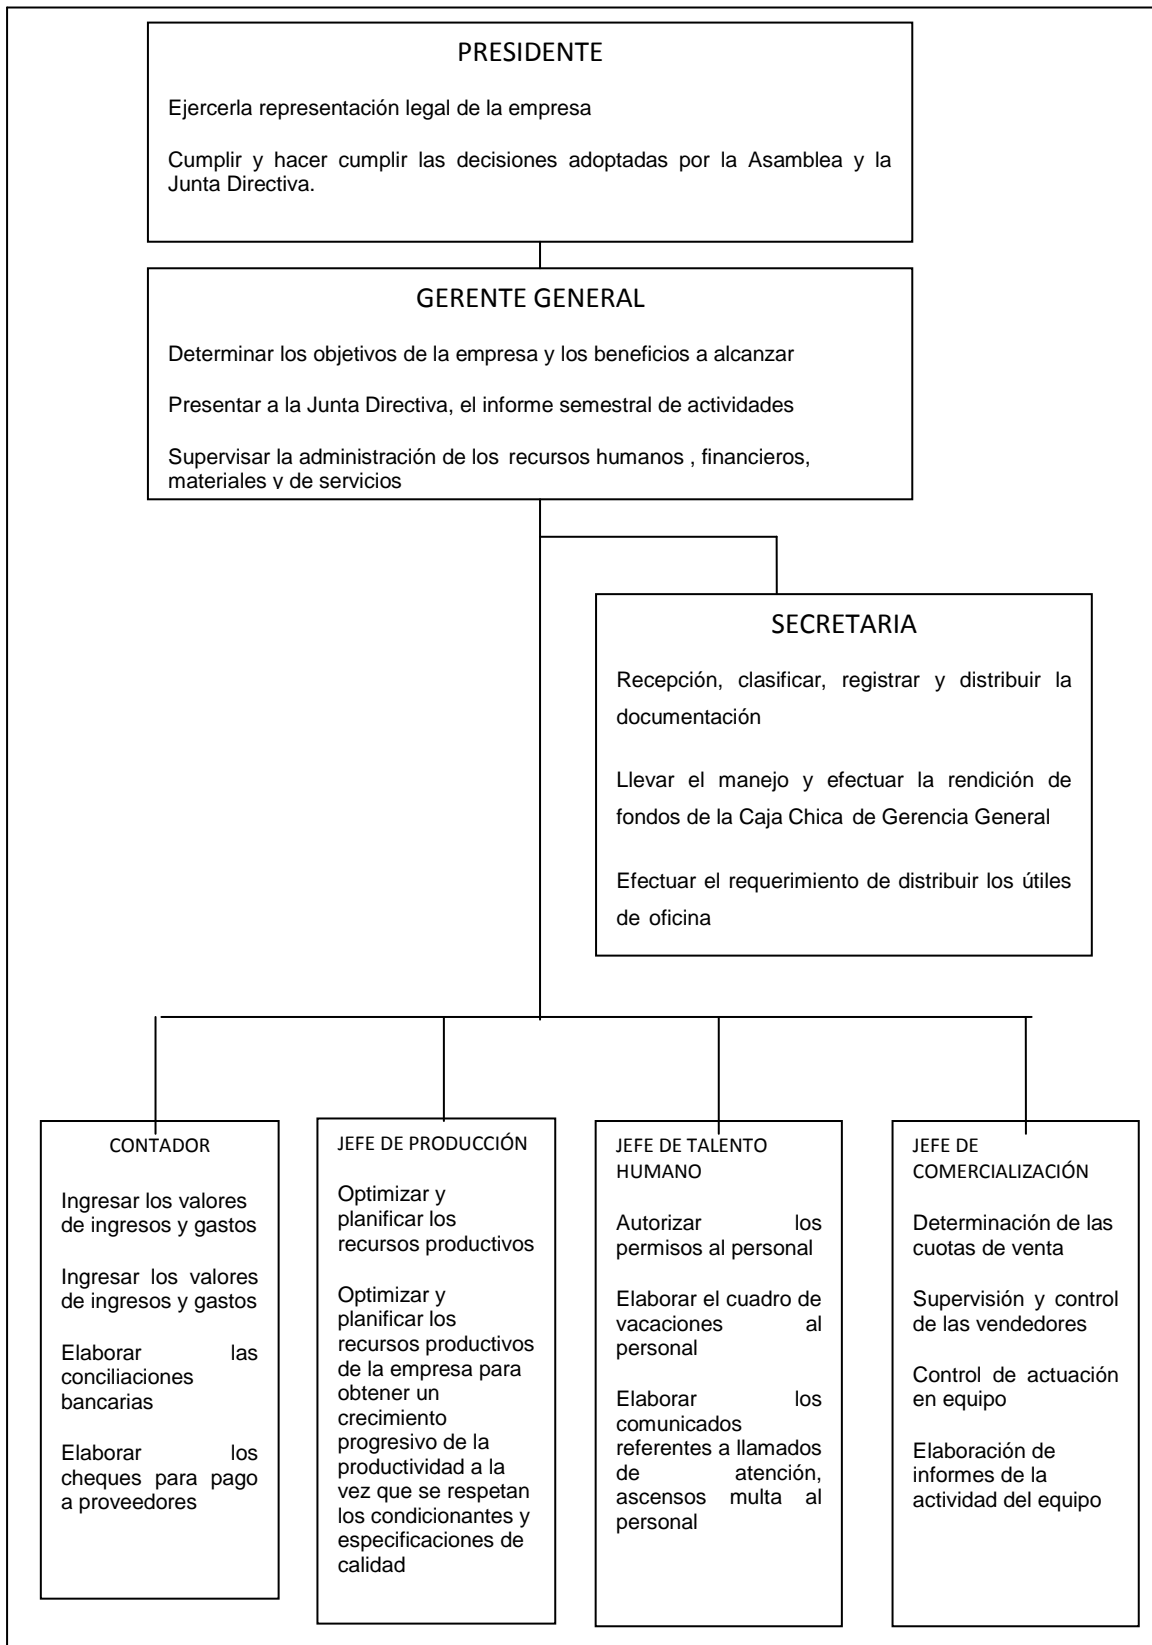 PRESIDENTE
Ejercerla representación legal de la empresa
Cumplir y hacer cumplir las decisiones adoptadas por la Asamblea y la
Junta Directiva.
GERENTE GENERAL
Determinar los objetivos de la empresa y los beneficios a alcanzar
Presentar a la Junta Directiva, el informe semestral de actividades
Supervisar la administración de los recursos humanos , financieros,
materiales y de servicios
SECRETARIA
Recepción, clasificar, registrar y distribuir la
documentación
Llevar el manejo y efectuar la rendición de
fondos de la Caja Chica de Gerencia General
Efectuar el requerimiento de distribuir los útiles
de oficina
CONTADOR
Ingresar los valores
de ingresos y gastos
Ingresar los valores
de ingresos y gastos
Elaborar las
conciliaciones
bancarias
Elaborar los
cheques para pago
a proveedores
JEFE DE PRODUCCIÓN
Optimizar y
planificar los
recursos productivos
Optimizar y
planificar los
recursos productivos
de la empresa para
obtener un
crecimiento
progresivo de la
productividad a la
vez que se respetan
los condicionantes y
especificaciones de
calidad
JEFE DE TALENTO
HUMANO
Autorizar los
permisos al personal
Elaborar el cuadro de
vacaciones al
personal
Elaborar los
comunicados
referentes a llamados
de atención,
ascensos multa al
personal
JEFE DE
COMERCIALIZACIÓN
Determinación de las
cuotas de venta
Supervisión y control
de las vendedores
Control de actuación
en equipo
Elaboración de
informes de la
actividad del equipo